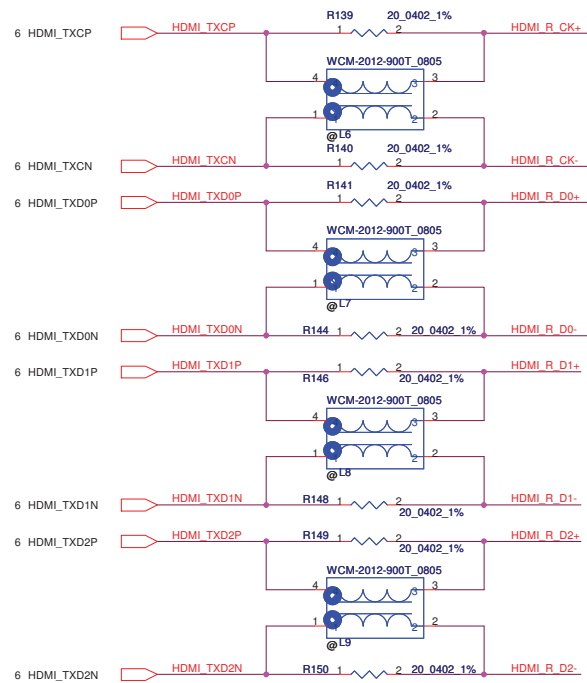 R139 20_0402_1%
6 HDMI_TXCP HDMI_TXCP 1 2 HDMI_R_CK+
WCM-2012-900T_0805
4 3 3
1 2 2
@L6
R140 20_0402_1%
6 HDMI_TXCN HDMI_TXCN 1 2 HDMI_R_CK-
R141 20_0402_1%
6 HDMI_TXD0P HDMI_TXD0P 1 2 HDMI_R_D0+
WCM-2012-900T_0805
4 3 3
1 2 2
@L7
6 HDMI_TXD0N HDMI_TXD0N R144 1 2 20_0402_1% HDMI_R_D0-
6 HDMI_TXD1P HDMI_TXD1P 1 2 HDMI_R_D1+
R146 20_0402_1%
WCM-2012-900T_0805
4 3 3
1 2 2
@L8
6 HDMI_TXD1N HDMI_TXD1N R148 1 2 HDMI_R_D1-
20_0402_1%
6 HDMI_TXD2P HDMI_TXD2P R149 1 2 HDMI_R_D2+
20_0402_1%
WCM-2012-900T_0805
4 3 3
1 2 2
@L9
6 HDMI_TXD2N HDMI_TXD2N R150 1 2 20_0402_1% HDMI_R_D2-